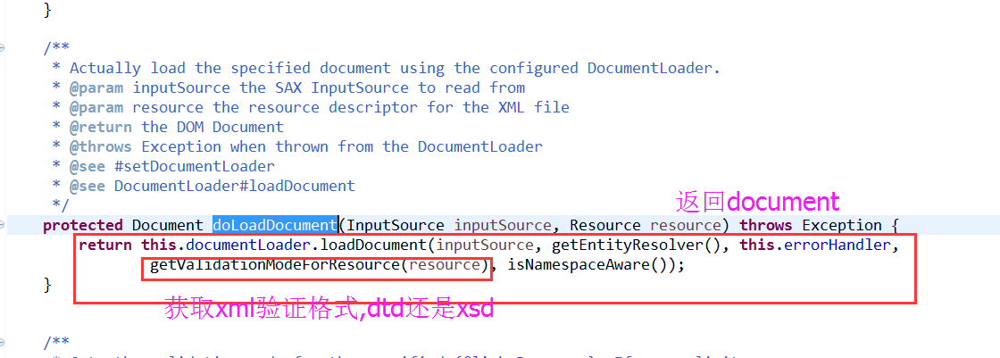 }
/**
* Actually load the specified document using the configured DocumentLoader.
* @param inputSource the SAX InputSource to read from
* @param resource the resource descriptor for the XML file
* @return the DOM Document
* @throws Exception when thrown from the DocumentLoader
* @see #setDocumentLoader
* @see DocumentLoader#loadDocument
*/
返回document
protected Document doLoadDocument(InputSource inputSource, Resource resource) throws Exception {
return this.documentLoader.loadDocument(inputSource, getEntityResolver(), this.errorHandler,
getValidationModeForResource(resource), isNamespaceAware());
}
获取xml验证格式,dtd还是xsd
/**